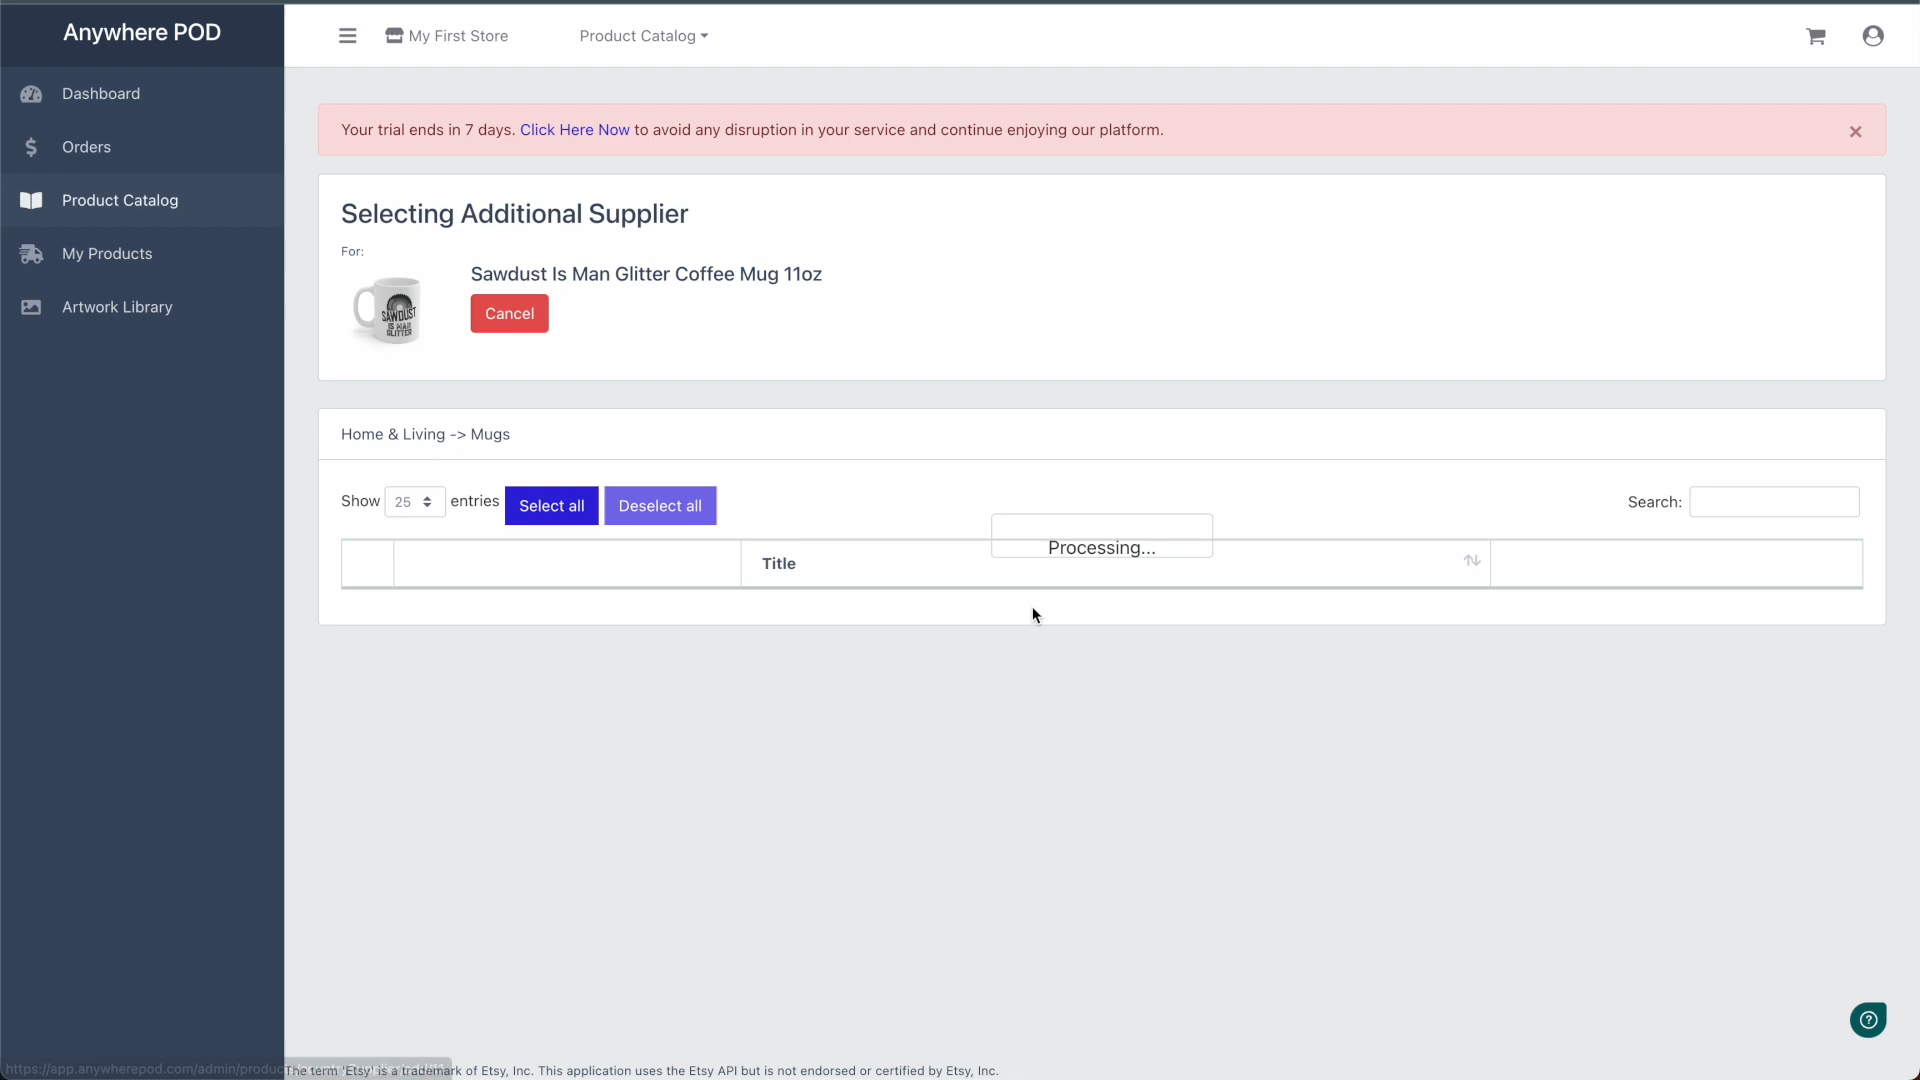 Anywhere POD
My First Store
Product Catalog
Dashboard
Orders
Product Catalog
My Products
Artwork Library
Your trial ends in 7 days. Click Here Now to avoid any disruption in your service and continue enjoying our platform.
×
Selecting Additional Supplier
For:
SAWDUST
IS MAN
GLITTER
Sawdust Is Man Glitter Coffee Mug 11oz
Cancel
Home & Living -> Mugs
Show 25 entries
Select all
Deselect all
Search:
Processing...
Title
https://app.anywherepod.com/admin/produc
The term 'Etsy' is a trademark of Etsy, Inc. This application uses the Etsy API but is not endorsed or certified by Etsy, Inc.